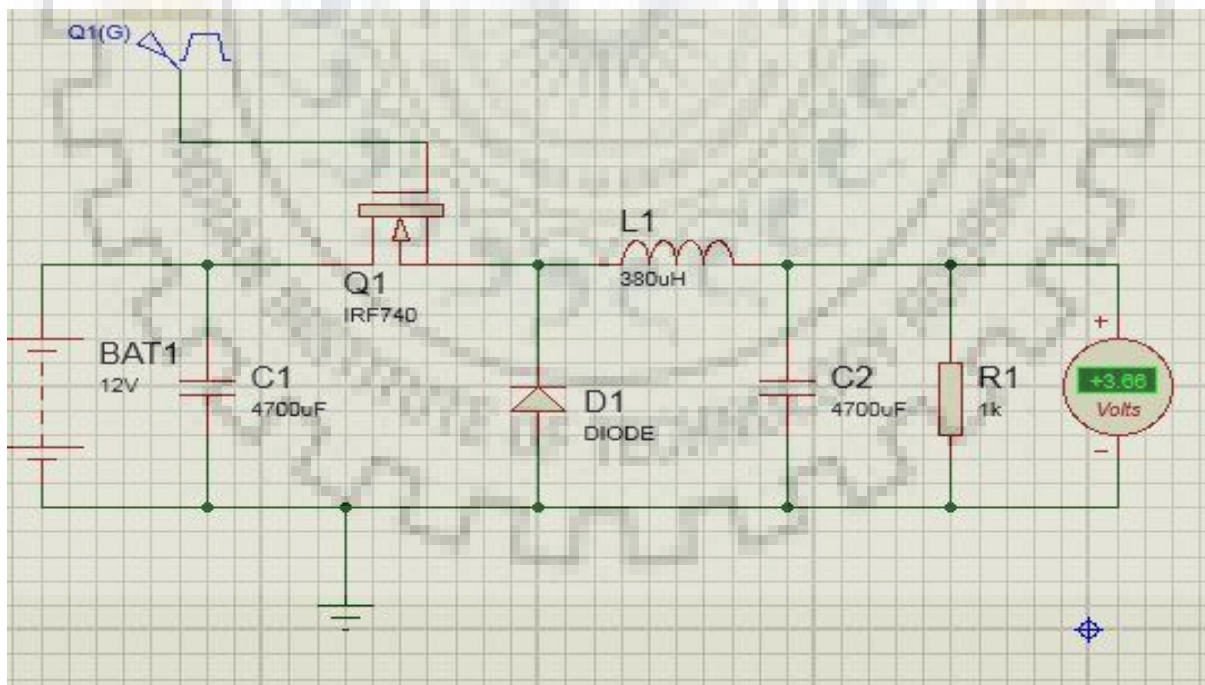 Q1(G)
L1
380uH
Q1
IRF740
BAT1
12V
C1
4700uF
D1
DIODE
C2
4700uF
R1
1k
+
+3.66
Volts
−